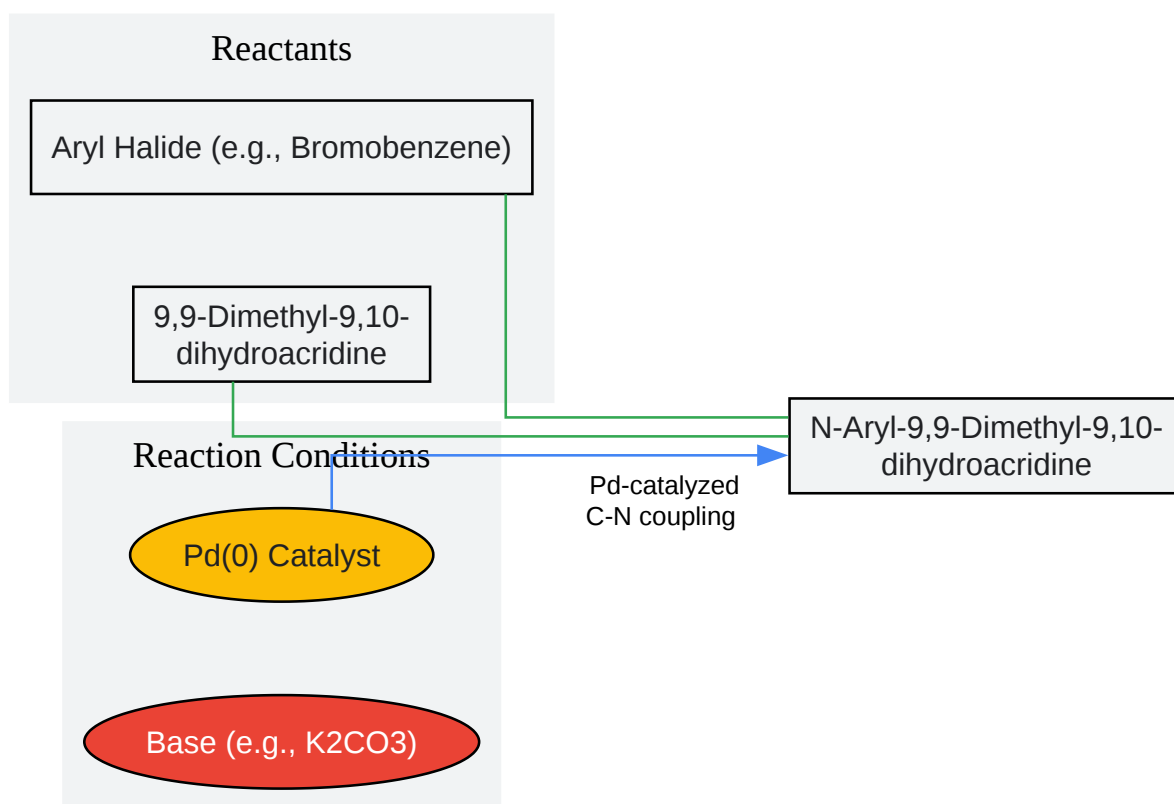 Reactants
Aryl Halide (e.g., Bromobenzene)
9,9-Dimethyl-9,10-
dihydroacridine
N-Aryl-9,9-Dimethyl-9,10-
dihydroacridine
Reaction Conditions
Pd-catalyzed
C-N coupling
Pd(0) Catalyst
Base (e.g., K2CO3)